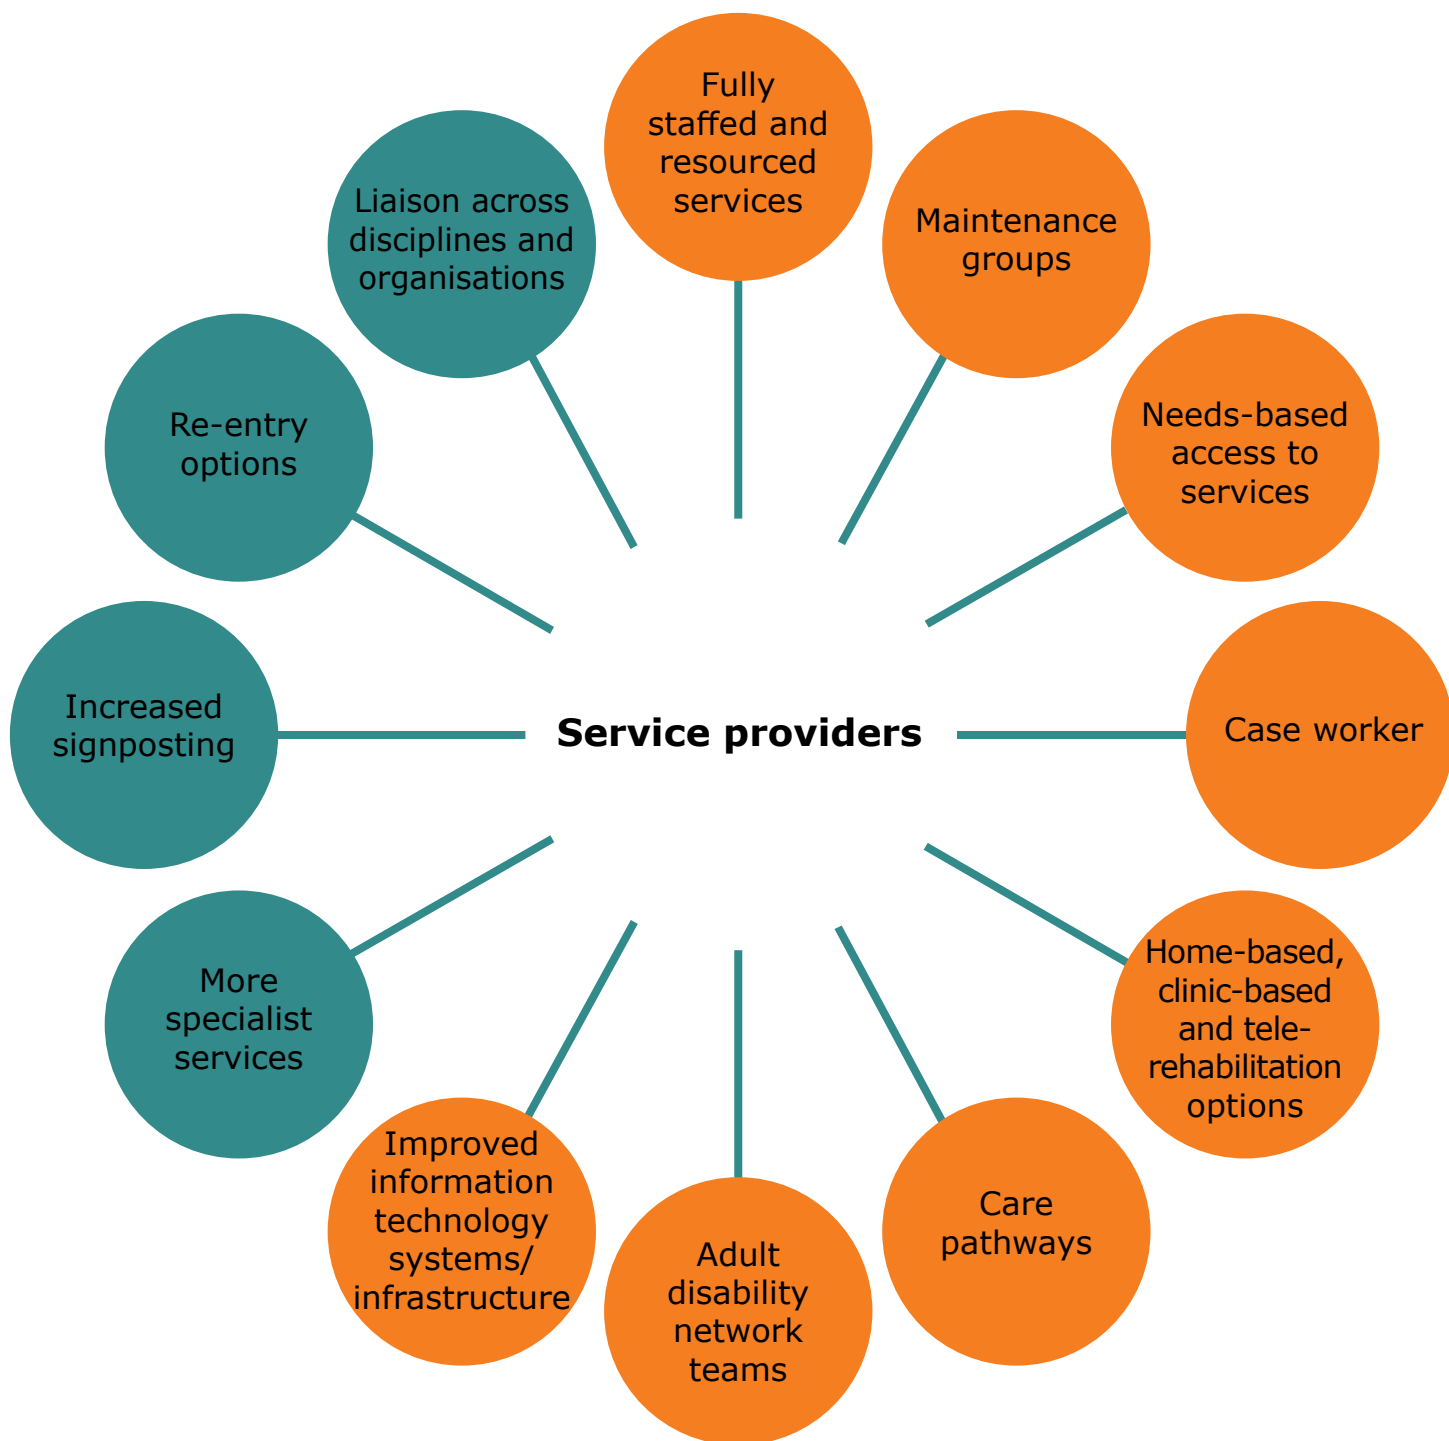 Fully
staffed and
resourced
services
Maintenance
groups
Needs-based
access to
services
Case worker
Home-based,
clinic-based
and tele-
rehabilitation
options
Care
pathways
Adult
disability
network
teams
Improved
information
technology
systems/
infrastructure
More
specialist
services
Increased
signposting
Re-entry
options
Liaison across
disciplines and
organisations
Service providers